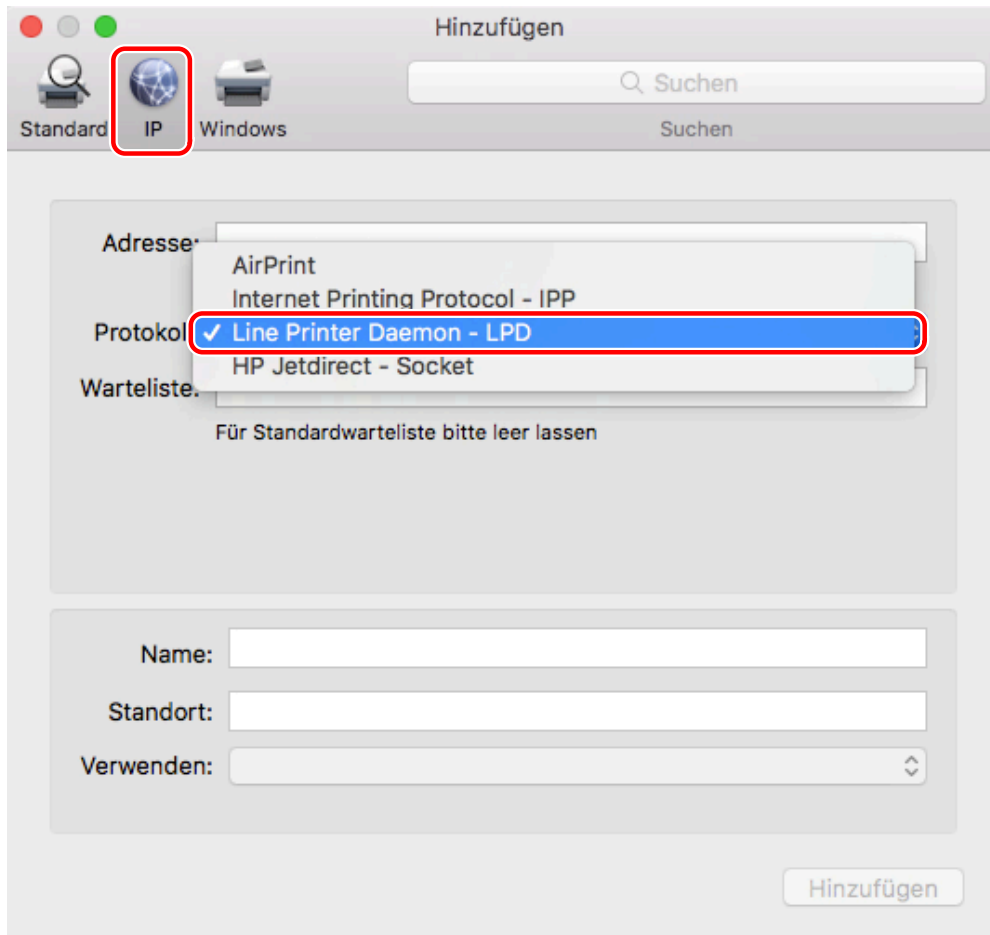 Hinzufügen
Suchen
Standard IP Windows Suchen
Adresse:
AirPrint
Internet Printing Protocol - IPP
Protokol
✓ Line Printer Daemon - LPD
HP Jetdirect - Socket
Warteliste:
Für Standardwarteliste bitte leer lassen
Name:
Standort:
Verwenden:
Hinzufügen